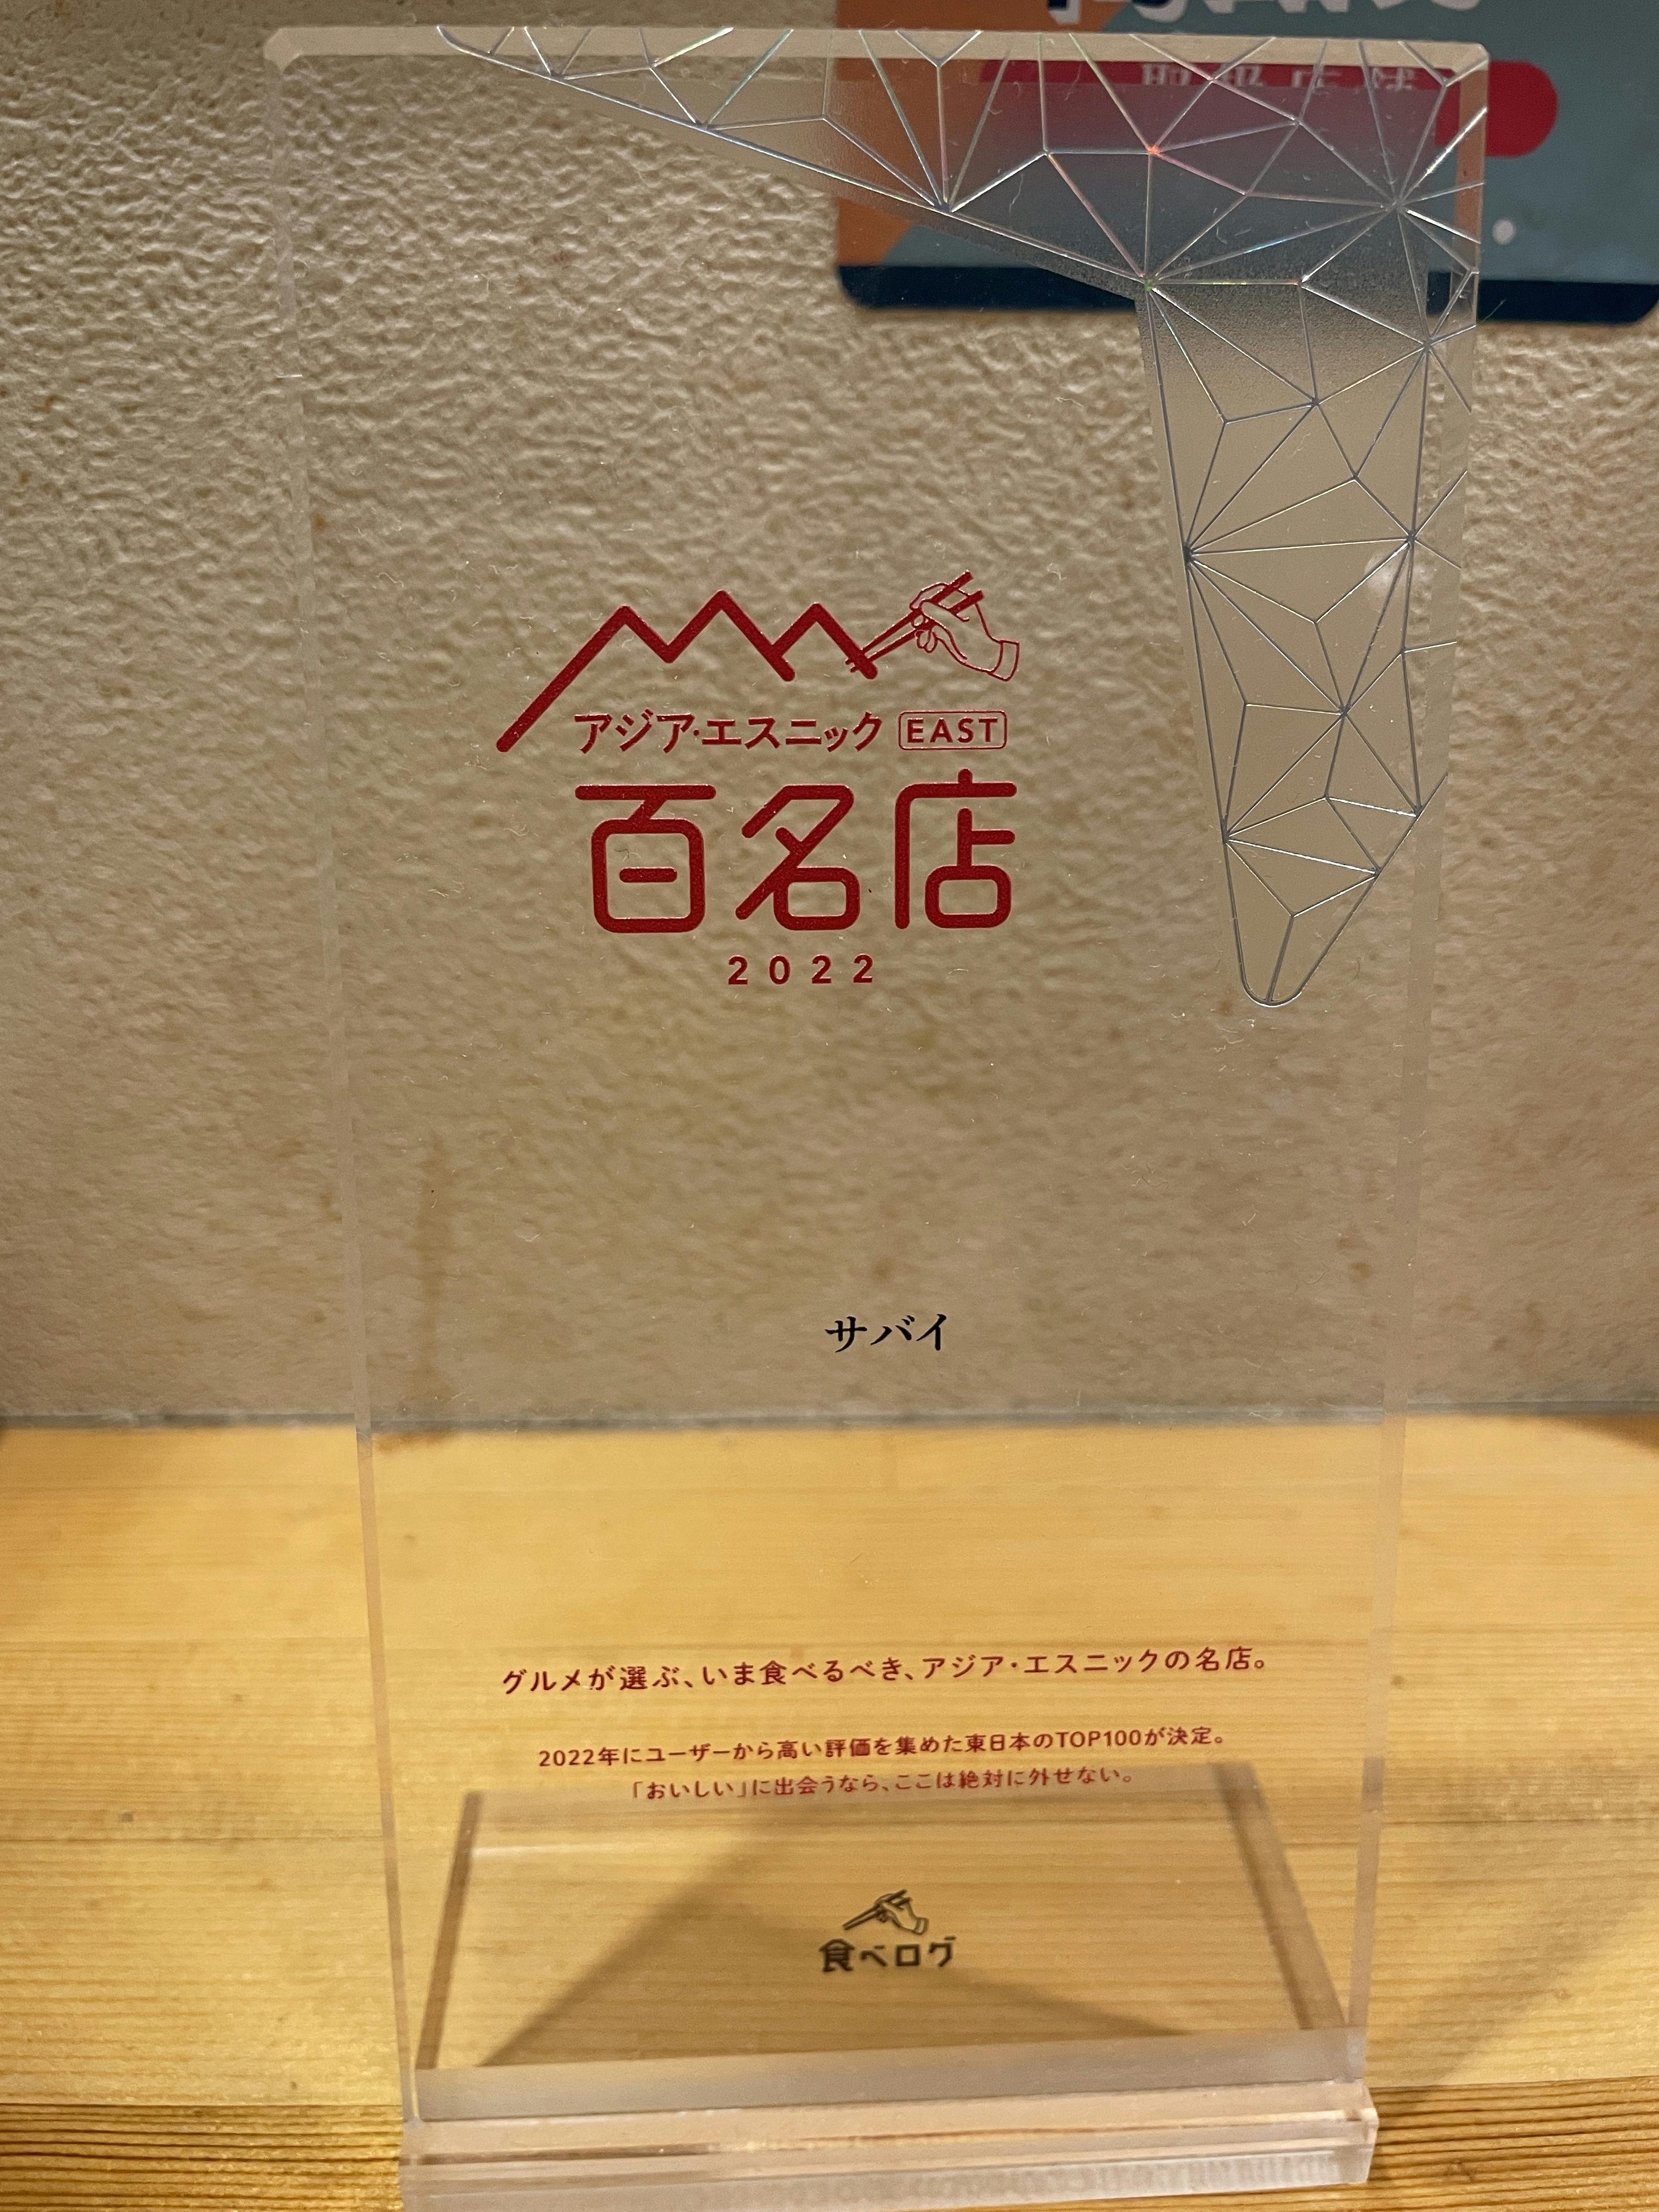 アジア・エスニック EAST
百名店
2022
サバイ
グルメが選ぶ、いま食べるべき、アジア・エスニックの名店。
2022年にユーザーから高い評価を集めた東日本のTOP100が決定。
「おいしい」に出会うなら、ここは絶対に外せない。
食べログ